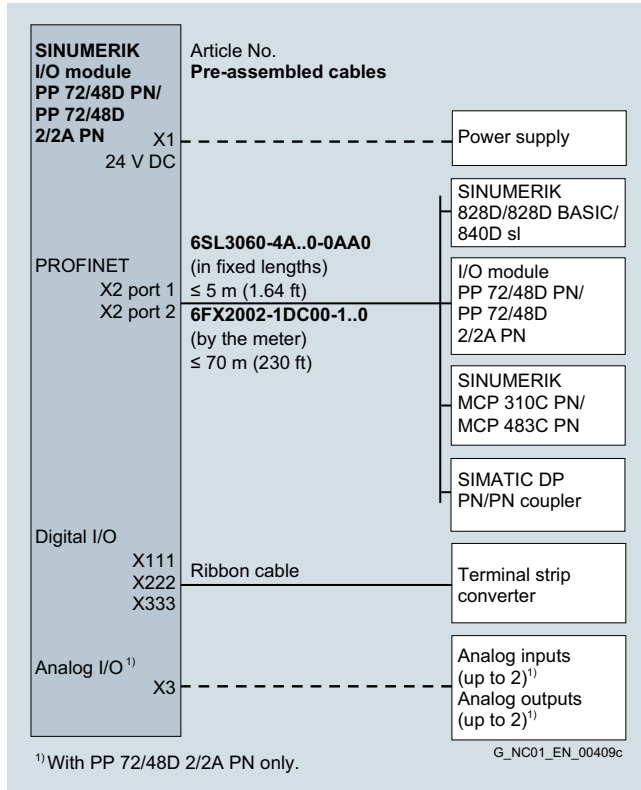 SINUMERIK
I/O module
PP 72/48D PN/
PP 72/48D
2/2A PN
Article No.
Pre-assembled cables
X1
24 V DC
Power supply
PROFINET
X2 port 1
X2 port 2
6SL3060-4A..0-0AA0
(in fixed lengths)
≤ 5 m (1.64 ft)
6FX2002-1DC00-1..0
(by the meter)
≤ 70 m (230 ft)
SINUMERIK
828D/828D BASIC/
840D sl
I/O module
PP 72/48D PN/
PP 72/48D
2/2A PN
SINUMERIK
MCP 310C PN/
MCP 483C PN
SIMATIC DP
PN/PN coupler
Digital I/O
X111
X222
X333
Ribbon cable
Terminal strip
converter
Analog I/O 1)
X3
Analog inputs
(up to 2)1)
Analog outputs
(up to 2)1)
1) With PP 72/48D 2/2A PN only.
G_NC01_EN_00409c